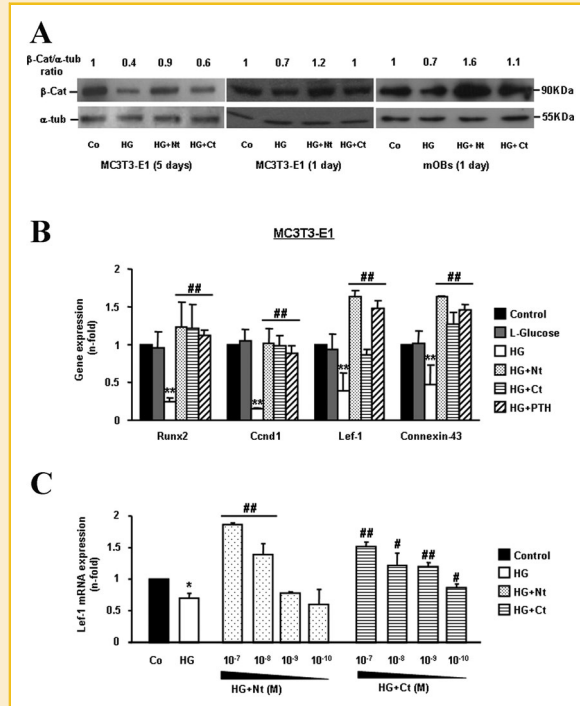 A
β-Cat/α-tub ratio
1 0.4 0.9 0.6 1 0.7 1.2 1 1 0.7 1.6 1.1
β-Cat 90KDa
α-tub 55KDa
Co HG HG+Nt HG+Ct Co HG HG+Nt HG+Ct Co HG HG+Nt HG+Ct
MC3T3-E1 (5 days) MC3T3-E1 (1 day) mOBs (1 day)
B
MC3T3-E1
Gene expression
(n-fold)
2
1.5
1
0.5
0
## ## ## ##
** ** ** **
Runx2 Ccnd1 Lef-1 Connexin-43
Control
L-Glucose
HG
HG+Nt
HG+Ct
HG+PTH
C
Lef-1 mRNA expression
(n-fold)
2
1.5
1
0.5
0.0
*
##
## # ## #
Co HG 10-7 10-8 10-9 10-10 10-7 10-8 10-9 10-10
HG+Nt (M) HG+Ct (M)
Control
HG
HG+Nt
HG+Ct